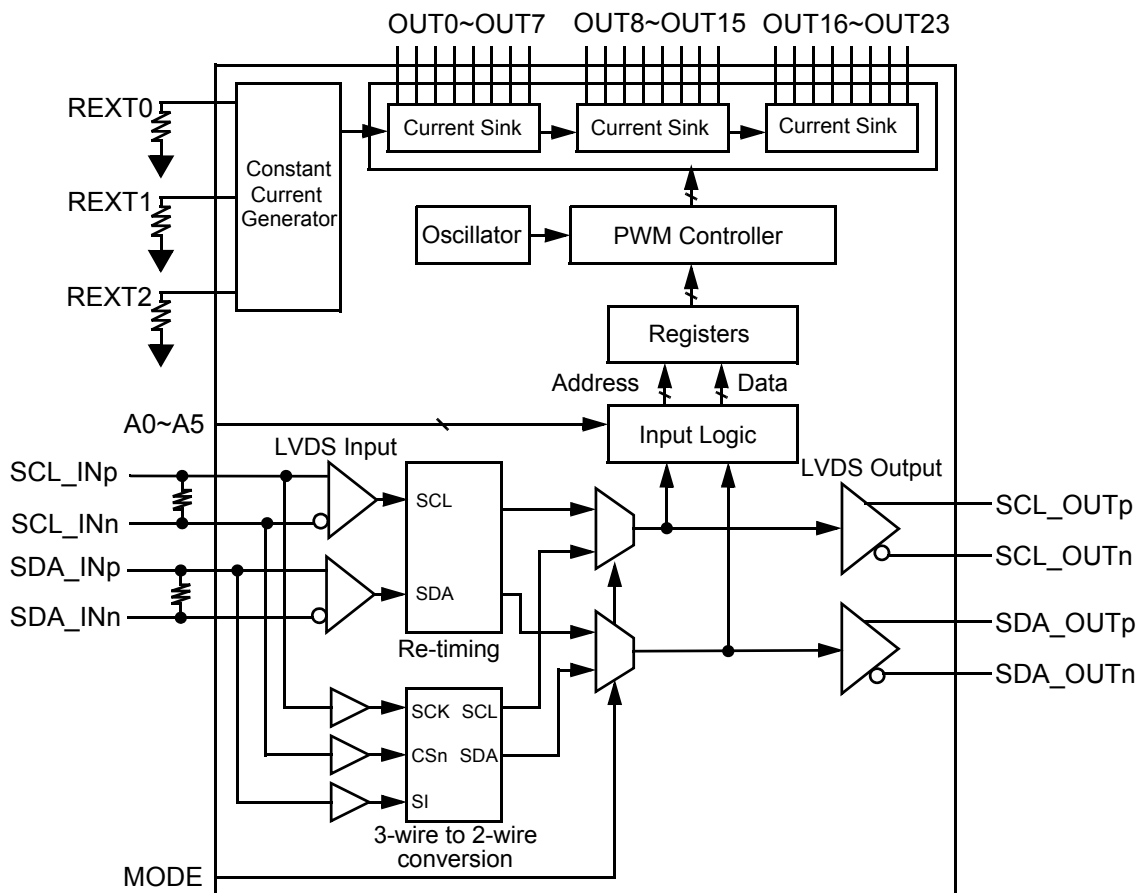 OUT0~OUT7
OUT8~OUT15
OUT16~OUT23
REXT0
REXT1
REXT2
Constant
Current
Generator
Current Sink
Current Sink
Current Sink
Oscillator
PWM Controller
Registers
Address
Data
A0~A5
Input Logic
LVDS Input
LVDS Output
SCL_INp
SCL_INn
SDA_INp
SDA_INn
SCL
SDA
Re-timing
SCL_OUTp
SCL_OUTn
SDA_OUTp
SDA_OUTn
SCK SCL
CSn SDA
SI
3-wire to 2-wire
conversion
MODE